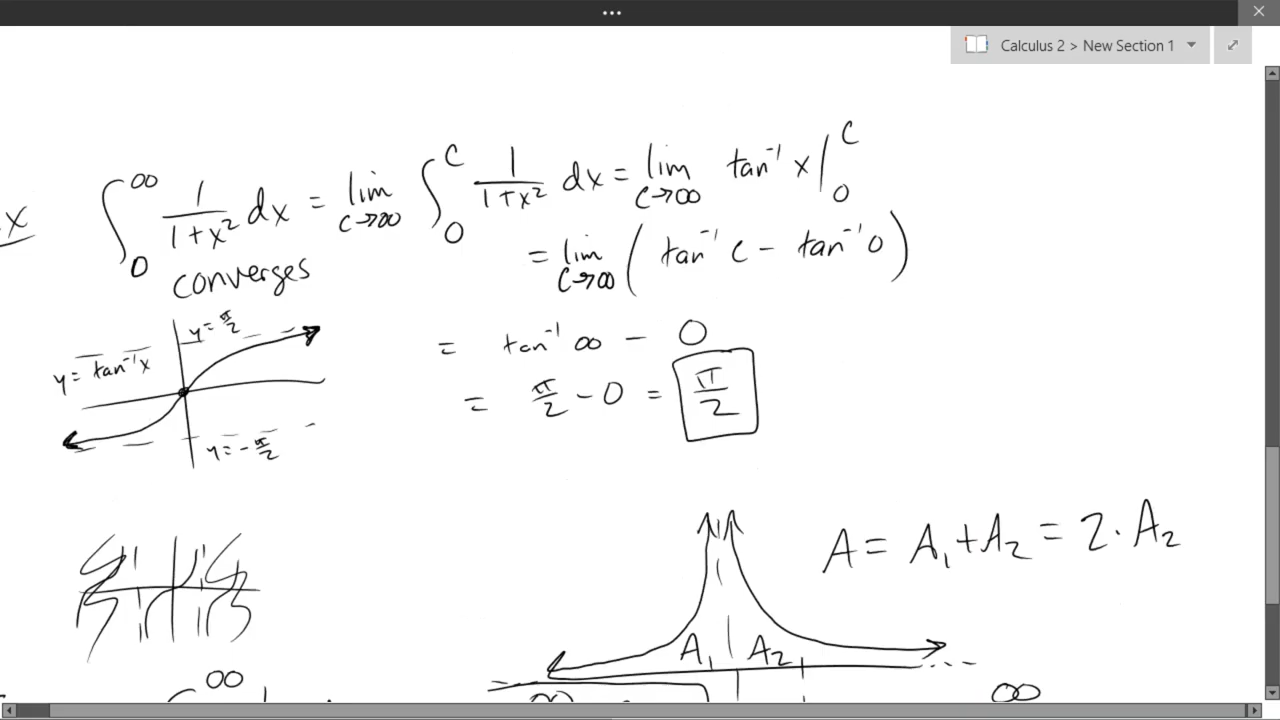 Calculus 2 > New Section 1
∫₀^∞ 1/(1+x²) dx = lim_{c→∞} ∫₀^c 1/(1+x²) dx = lim_{c→∞} tan⁻¹ x |₀^c
x
converges
= lim_{c→∞} ( tan⁻¹ c − tan⁻¹ 0 )
y = π/2
y = tan⁻¹x
= tan⁻¹ ∞ − 0
= π/2 − 0 = π/2
y = −π/2
A = A₁ + A₂ = 2 · A₂
A₁ A₂
∞
∞
∞